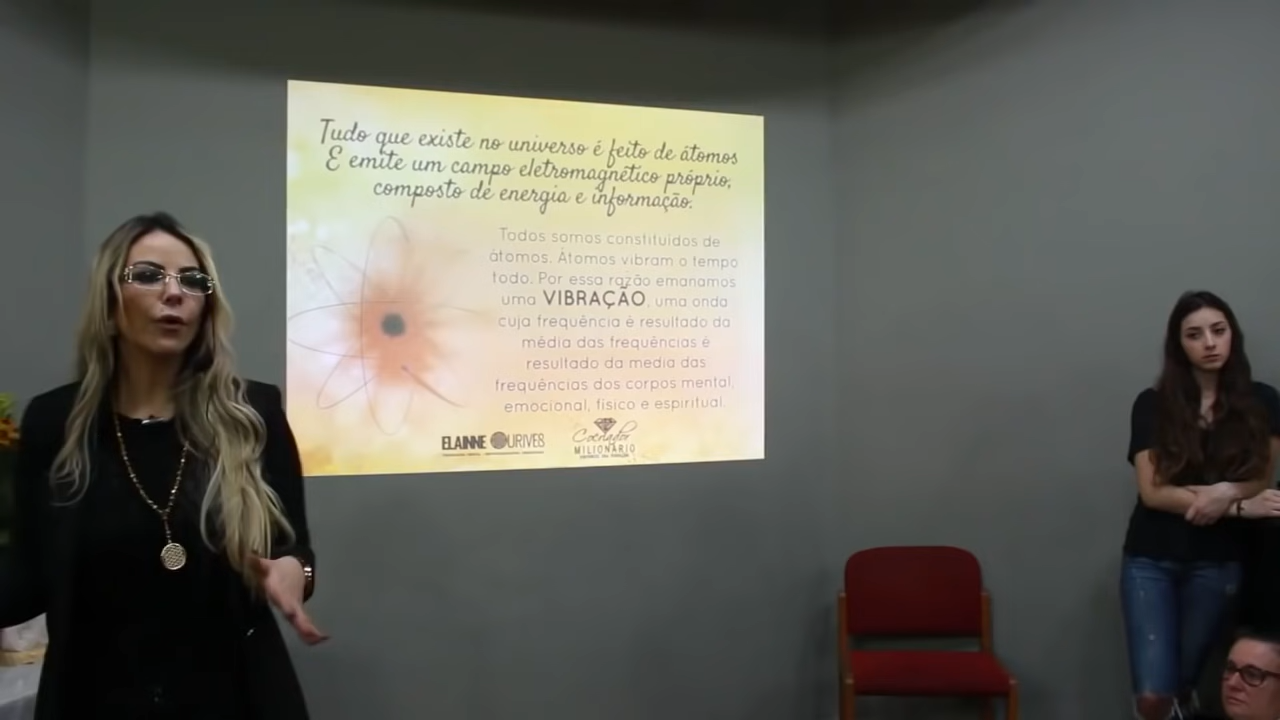 Tudo que existe no universo é feito de átomos
E emite um campo eletromagnético próprio,
composto de energia e informação.
Todos somos constituídos de
átomos. Átomos vibram o tempo
todo. Por essa razão emanamos
uma VIBRAÇÃO, uma onda
cuja frequência é resultado da
média das frequências é
resultado da media das
frequências dos corpos mental,
emocional, físico e espiritual.
ELAINNE OURIVES
Cocriador
MILIONÁRIO